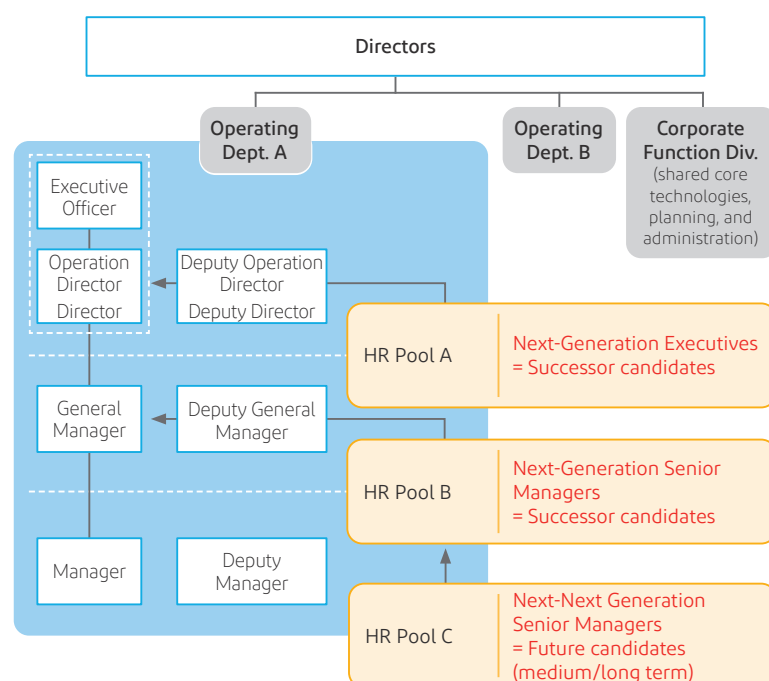 Directors
Operating
Dept. A
Operating
Dept. B
Corporate
Function Div.
(shared core
technologies,
planning, and
administration)
Executive
Officer
Operation
Director
Director
Deputy Operation
Director
Deputy Director
HR Pool A
Next-Generation Executives
= Successor candidates
General
Manager
Deputy General
Manager
HR Pool B
Next-Generation Senior
Managers
= Successor candidates
Manager
Deputy
Manager
HR Pool C
Next-Next Generation
Senior Managers
= Future candidates
(medium/long term)